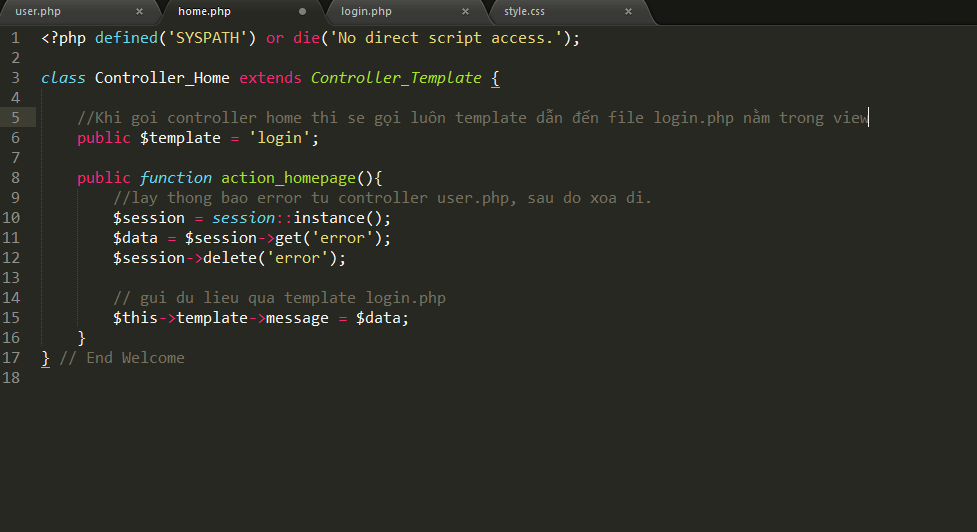 user.php × home.php login.php × style.css ×
1 <?php defined('SYSPATH') or die('No direct script access.');
2
3 class Controller_Home extends Controller_Template {
4
5 //Khi goi controller home thi se gọi luôn template dẫn đến file login.php nằm trong view
6 public $template = 'login';
7
8 public function action_homepage(){
9 //lay thong bao error tu controller user.php, sau do xoa di.
10 $session = session::instance();
11 $data = $session->get('error');
12 $session->delete('error');
13
14 // gui du lieu qua template login.php
15 $this->template->message = $data;
16 }
17 } // End Welcome
18